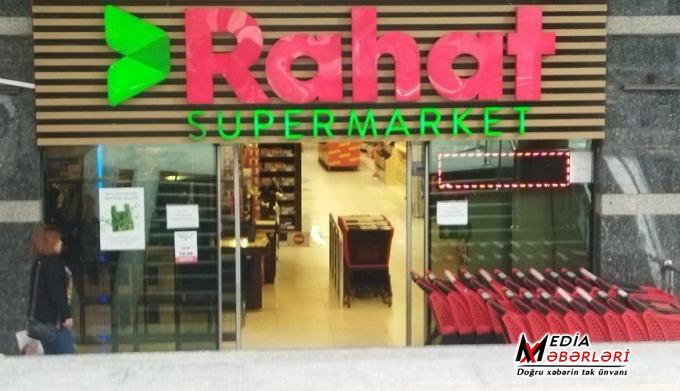 Rahat
SUPERMARKET
MEDIA
XƏBƏRLƏRİ
Doğru xəbərin tək ünvanı